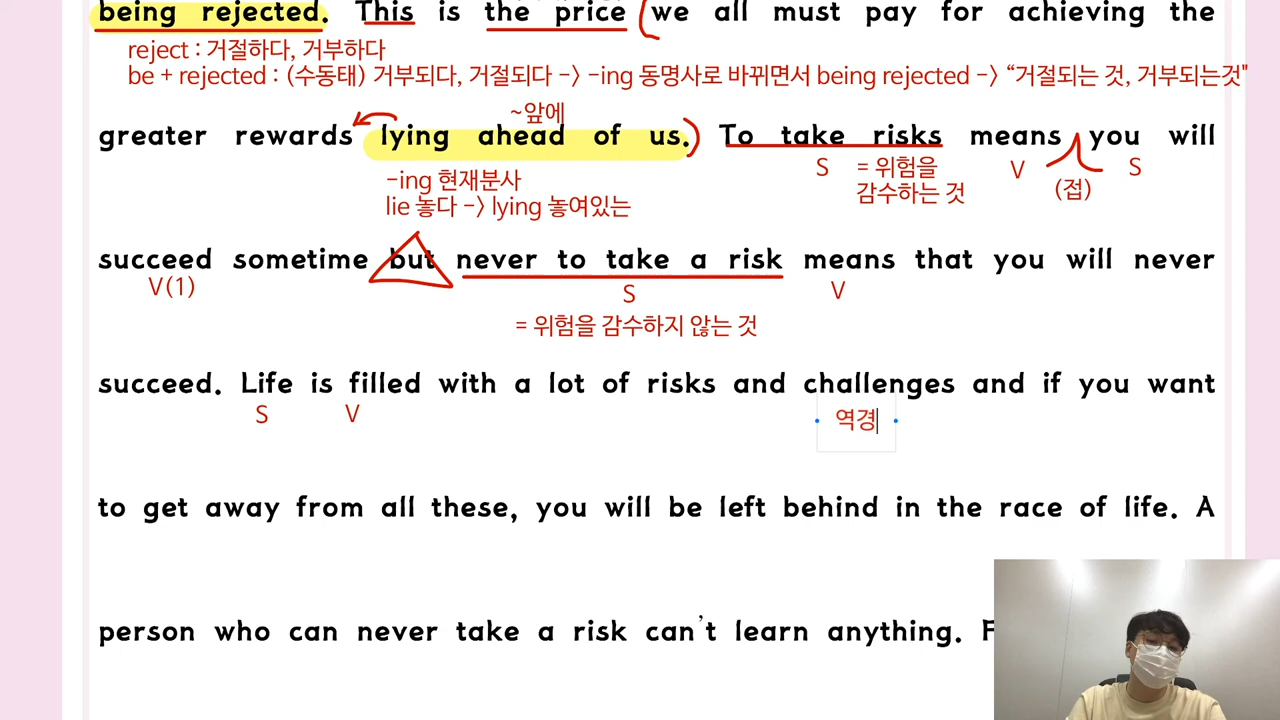 being rejected. This is the price (we all must pay for achieving the
reject : 거절하다, 거부하다
be + rejected : (수동태) 거부되다, 거절되다 -> -ing 동명사로 바뀌면서 being rejected -> “거절되는 것, 거부되는것"
~앞에
greater rewards lying ahead of us.) To take risks means you will
S = 위험을 감수하는 것 V (접) S
-ing 현재분사
lie 놓다 -> lying 놓여있는
succeed sometime but never to take a risk means that you will never
V(1) S V
= 위험을 감수하지 않는 것
succeed. Life is filled with a lot of risks and challenges and if you want
S V 역경
to get away from all these, you will be left behind in the race of life. A
person who can never take a risk can't learn anything. F